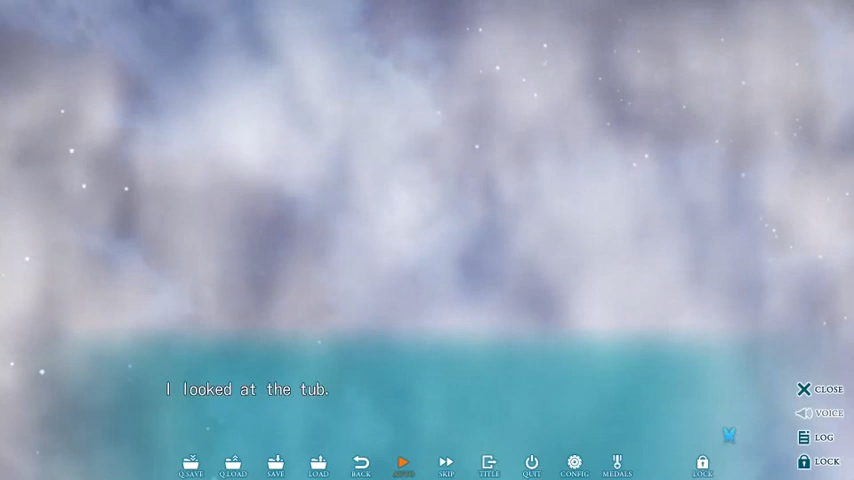 I looked at the tub.
CLOSE
VOICE
LOG
LOCK
Q.SAVE
Q.LOAD
SAVE
LOAD
BACK
AUTO
SKIP
TITLE
QUIT
CONFIG
MEDALS
LOCK